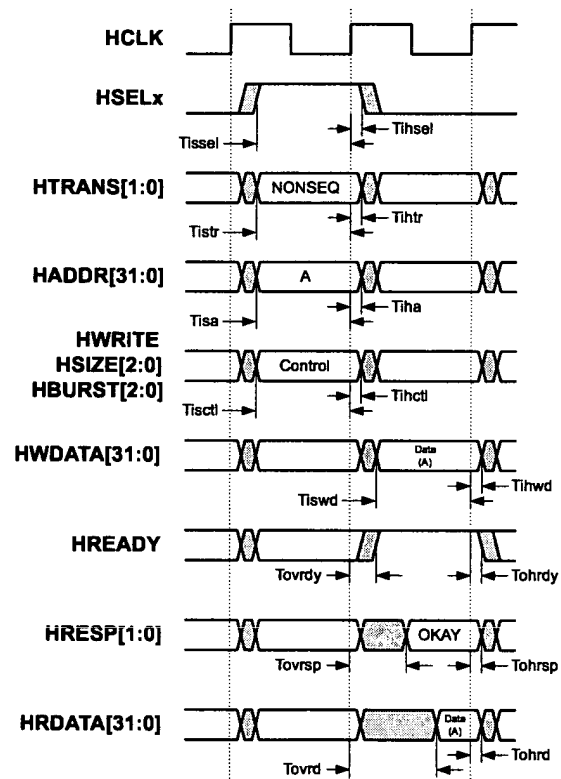 HCLK
HSELx
Tissel
Tihsel
HTRANS[1:0]
NONSEQ
Tistr
Tihtr
HADDR[31:0]
A
Tisa
Tiha
HWRITE
HSIZE[2:0]
HBURST[2:0]
Control
Tisctl
Tihctl
HWDATA[31:0]
Data
(A)
Tiswd
Tihwd
HREADY
Tovrdy
Tohrdy
HRESP[1:0]
OKAY
Tovrsp
Tohrsp
HRDATA[31:0]
Data
(A)
Tovrd
Tohrd